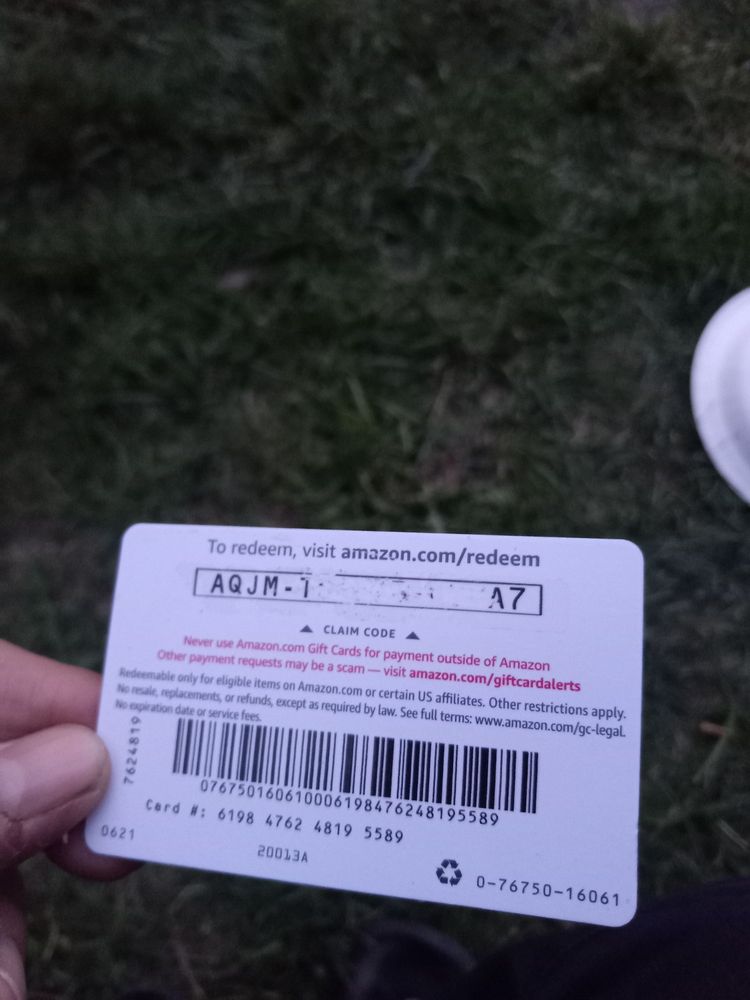 To redeem, visit amazon.com/redeem
AQJM- A7
CLAIM CODE
Never use Amazon.com Gift Cards for payment outside of Amazon
Other payment requests may be a scam — visit amazon.com/giftcardalerts
Redeemable only for eligible items on Amazon.com or certain US affiliates. Other restrictions apply.
No resale, replacements, or refunds, except as required by law. See full terms: www.amazon.com/gc-legal.
No expiration date or service fees.
7624819
076750160610006198476248195589
Card #: 6198 4762 4819 5589
0621
20013A
0-76750-16061